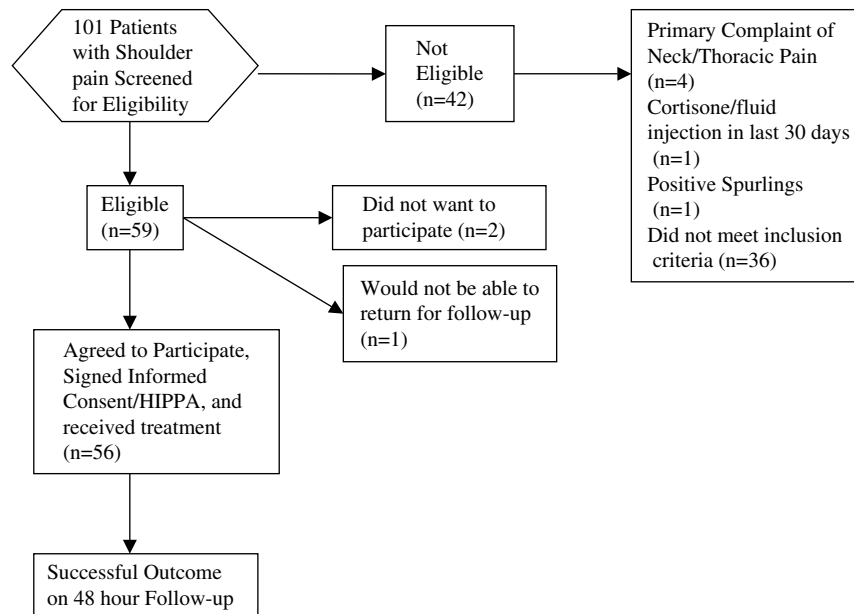 101 Patients
with Shoulder
pain Screened
for Eligibility
Not
Eligible
(n=42)
Primary Complaint of
Neck/Thoracic Pain
(n=4)
Cortisone/fluid
injection in last 30 days
(n=1)
Positive Spurlings
(n=1)
Did not meet inclusion
criteria (n=36)
Eligible
(n=59)
Did not want to
participate (n=2)
Would not be able to
return for follow-up
(n=1)
Agreed to Participate,
Signed Informed
Consent/HIPPA, and
received treatment
(n=56)
Successful Outcome
on 48 hour Follow-up